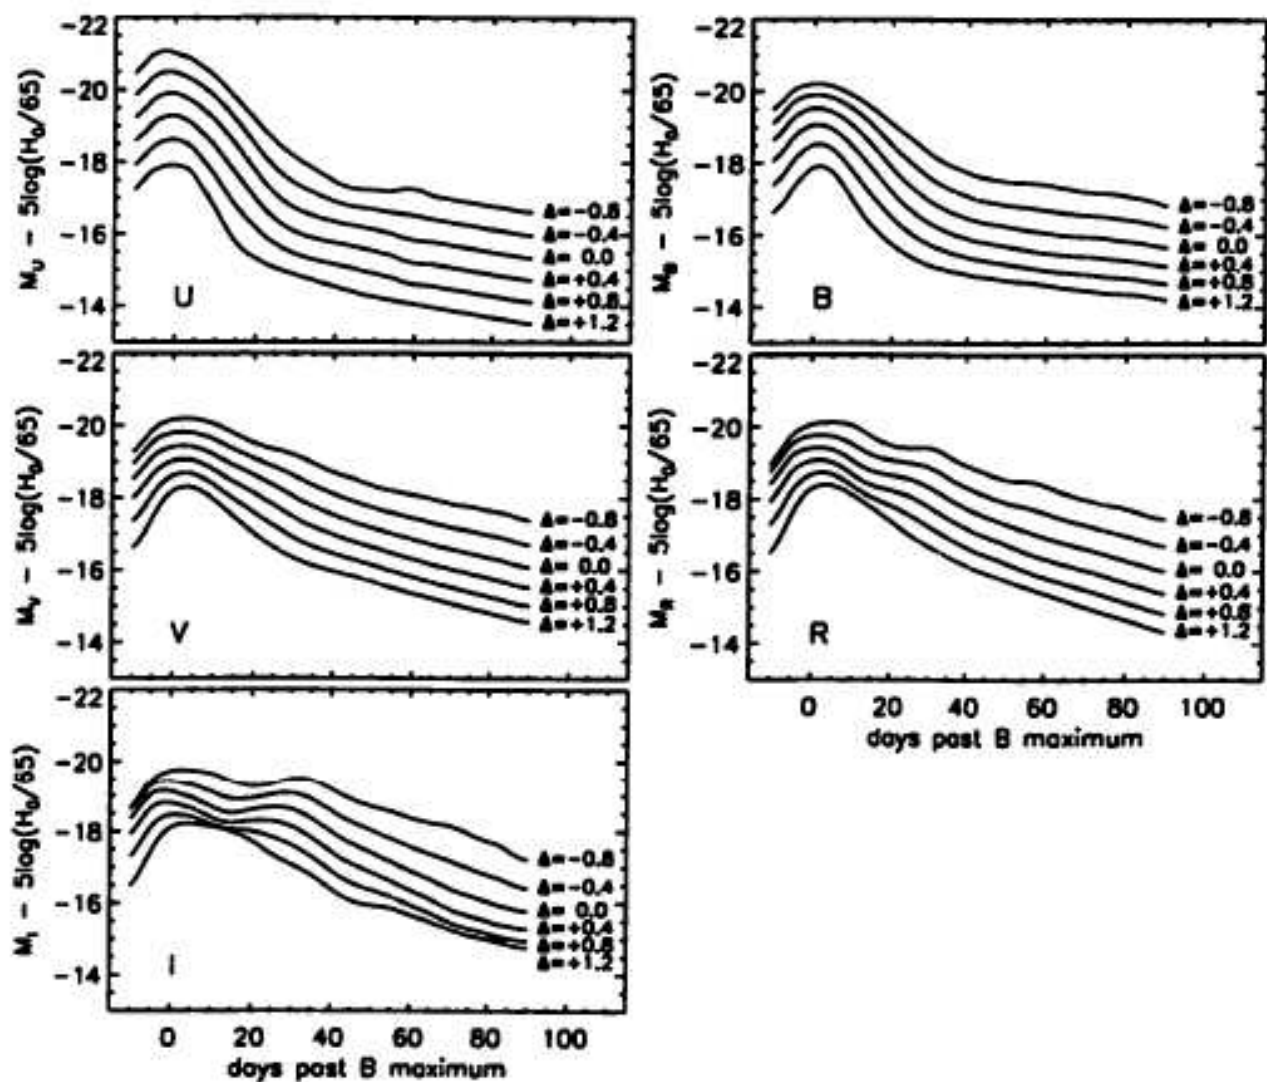 -22
-20
-18
-16
-14
M_U - 5log(H_0/65)
U
Δ=-0.8
Δ=-0.4
Δ= 0.0
Δ=+0.4
Δ=+0.8
Δ=+1.2
-22
-20
-18
-16
-14
M_B - 5log(H_0/65)
B
Δ=-0.8
Δ=-0.4
Δ= 0.0
Δ=+0.4
Δ=+0.8
Δ=+1.2
-22
-20
-18
-16
-14
M_V - 5log(H_0/65)
V
Δ=-0.8
Δ=-0.4
Δ= 0.0
Δ=+0.4
Δ=+0.8
Δ=+1.2
-22
-20
-18
-16
-14
M_R - 5log(H_0/65)
R
Δ=-0.8
Δ=-0.4
Δ= 0.0
Δ=+0.4
Δ=+0.8
Δ=+1.2
0 20 40 60 80 100
days past B maximum
-22
-20
-18
-16
-14
M_I - 5log(H_0/65)
I
Δ=-0.8
Δ=-0.4
Δ= 0.0
Δ=+0.4
Δ=+0.8
Δ=+1.2
0 20 40 60 80 100
days past B maximum